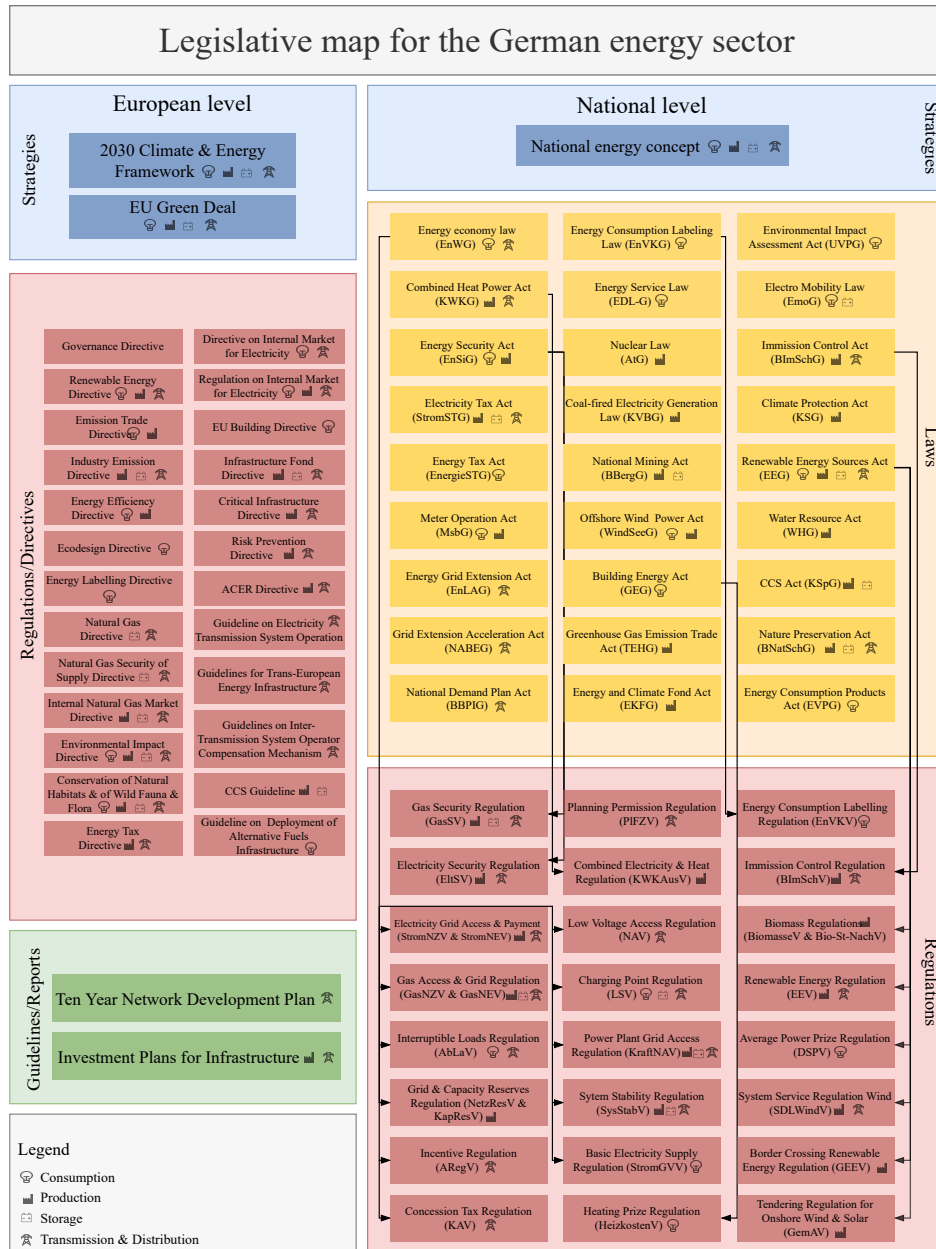 Legislative map for the German energy sector
European level
Strategies
2030 Climate & Energy
Framework
EU Green Deal
National level
Strategies
National energy concept
Regulations/Directives
Governance Directive
Renewable Energy
Directive
Emission Trade
Directive
Industry Emission
Directive
Energy Efficiency
Directive
Ecodesign Directive
Energy Labelling Directive
Natural Gas
Directive
Natural Gas Security of
Supply Directive
Internal Natural Gas Market
Directive
Environmental Impact
Directive
Conservation of Natural
Habitats & of Wild Fauna &
Flora
Energy Tax
Directive
Directive on Internal Market
for Electricity
Regulation on Internal Market
for Electricity
EU Building Directive
Infrastructure Fond
Directive
Critical Infrastructure
Directive
Risk Prevention
Directive
ACER Directive
Guideline on Electricity
Transmission System Operation
Guidelines for Trans-European
Energy Infrastructure
Guidelines on Inter-
Transmission System Operator
Compensation Mechanism
CCS Guideline
Guideline on Deployment of
Alternative Fuels
Infrastructure
Guidelines/Reports
Ten Year Network Development Plan
Investment Plans for Infrastructure
Legend
Consumption
Production
Storage
Transmission & Distribution
Laws
Energy economy law
(EnWG)
Combined Heat Power Act
(KWKG)
Energy Security Act
(EnSiG)
Electricity Tax Act
(StromSTG)
Energy Tax Act
(EnergieSTG)
Meter Operation Act
(MsbG)
Energy Grid Extension Act
(EnLAG)
Grid Extension Acceleration Act
(NABEG)
National Demand Plan Act
(BBPIG)
Energy Consumption Labeling
Law (EnVKG)
Energy Service Law
(EDL-G)
Nuclear Law
(AtG)
Coal-fired Electricity Generation
Law (KVBG)
National Mining Act
(BBergG)
Offshore Wind Power Act
(WindSeeG)
Building Energy Act
(GEG)
Greenhouse Gas Emission Trade
Act (TEHG)
Energy and Climate Fond Act
(EKFG)
Environmental Impact
Assessment Act (UVPG)
Electro Mobility Law
(EmoG)
Immission Control Act
(BImSchG)
Climate Protection Act
(KSG)
Renewable Energy Sources Act
(EEG)
Water Resource Act
(WHG)
CCS Act (KSpG)
Nature Preservation Act
(BNatSchG)
Energy Consumption Products
Act (EVPG)
Regulations
Gas Security Regulation
(GasSV)
Electricity Security Regulation
(EltSV)
Electricity Grid Access & Payment
(StromNZV & StromNEV)
Gas Access & Grid Regulation
(GasNZV & GasNEV)
Interruptible Loads Regulation
(AbLaV)
Grid & Capacity Reserves
Regulation (NetzResV &
KapResV)
Incentive Regulation
(ARegV)
Concession Tax Regulation
(KAV)
Planning Permission Regulation
(PlFZV)
Combined Electricity & Heat
Regulation (KWKAusV)
Low Voltage Access Regulation
(NAV)
Charging Point Regulation
(LSV)
Power Plant Grid Access
Regulation (KraftNAV)
Sytem Stability Regulation
(SysStabV)
Basic Electricity Supply
Regulation (StromGVV)
Heating Prize Regulation
(HeizkostenV)
Energy Consumption Labelling
Regulation (EnVKV)
Immission Control Regulation
(BImSchV)
Biomass Regulations
(BiomasseV & Bio-St-NachV)
Renewable Energy Regulation
(EEV)
Average Power Prize Regulation
(DSPV)
System Service Regulation Wind
(SDLWindV)
Border Crossing Renewable
Energy Regulation (GEEV)
Tendering Regulation for
Onshore Wind & Solar
(GemAV)